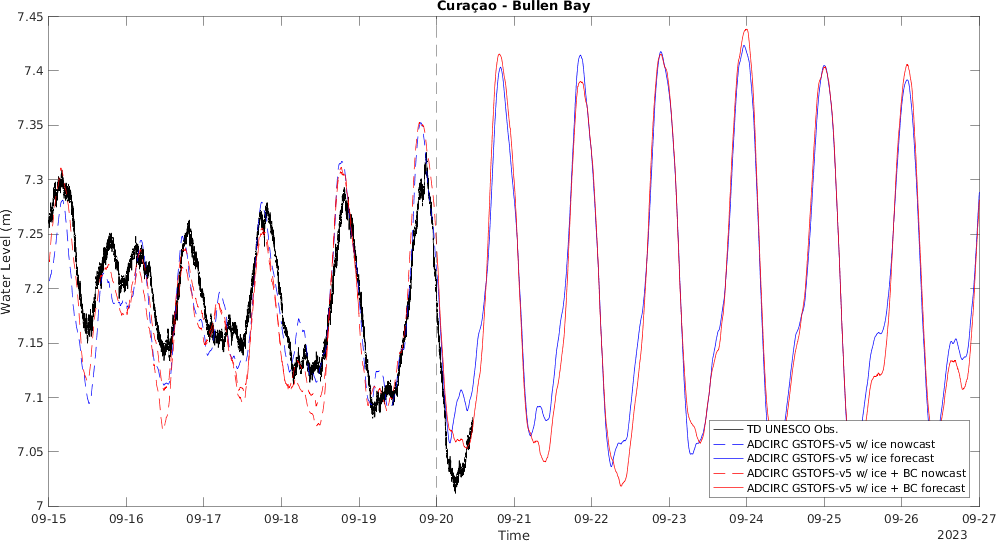 Curaçao - Bullen Bay
7.45
7.4
7.35
7.3
7.25
7.2
7.15
7.1
7.05
7
Water Level (m)
09-15 09-16 09-17 09-18 09-19 09-20 09-21 09-22 09-23 09-24 09-25 09-26 09-27
Time
2023
TD UNESCO Obs.
ADCIRC GSTOFS-v5 w/ ice nowcast
ADCIRC GSTOFS-v5 w/ ice forecast
ADCIRC GSTOFS-v5 w/ ice + BC nowcast
ADCIRC GSTOFS-v5 w/ ice + BC forecast